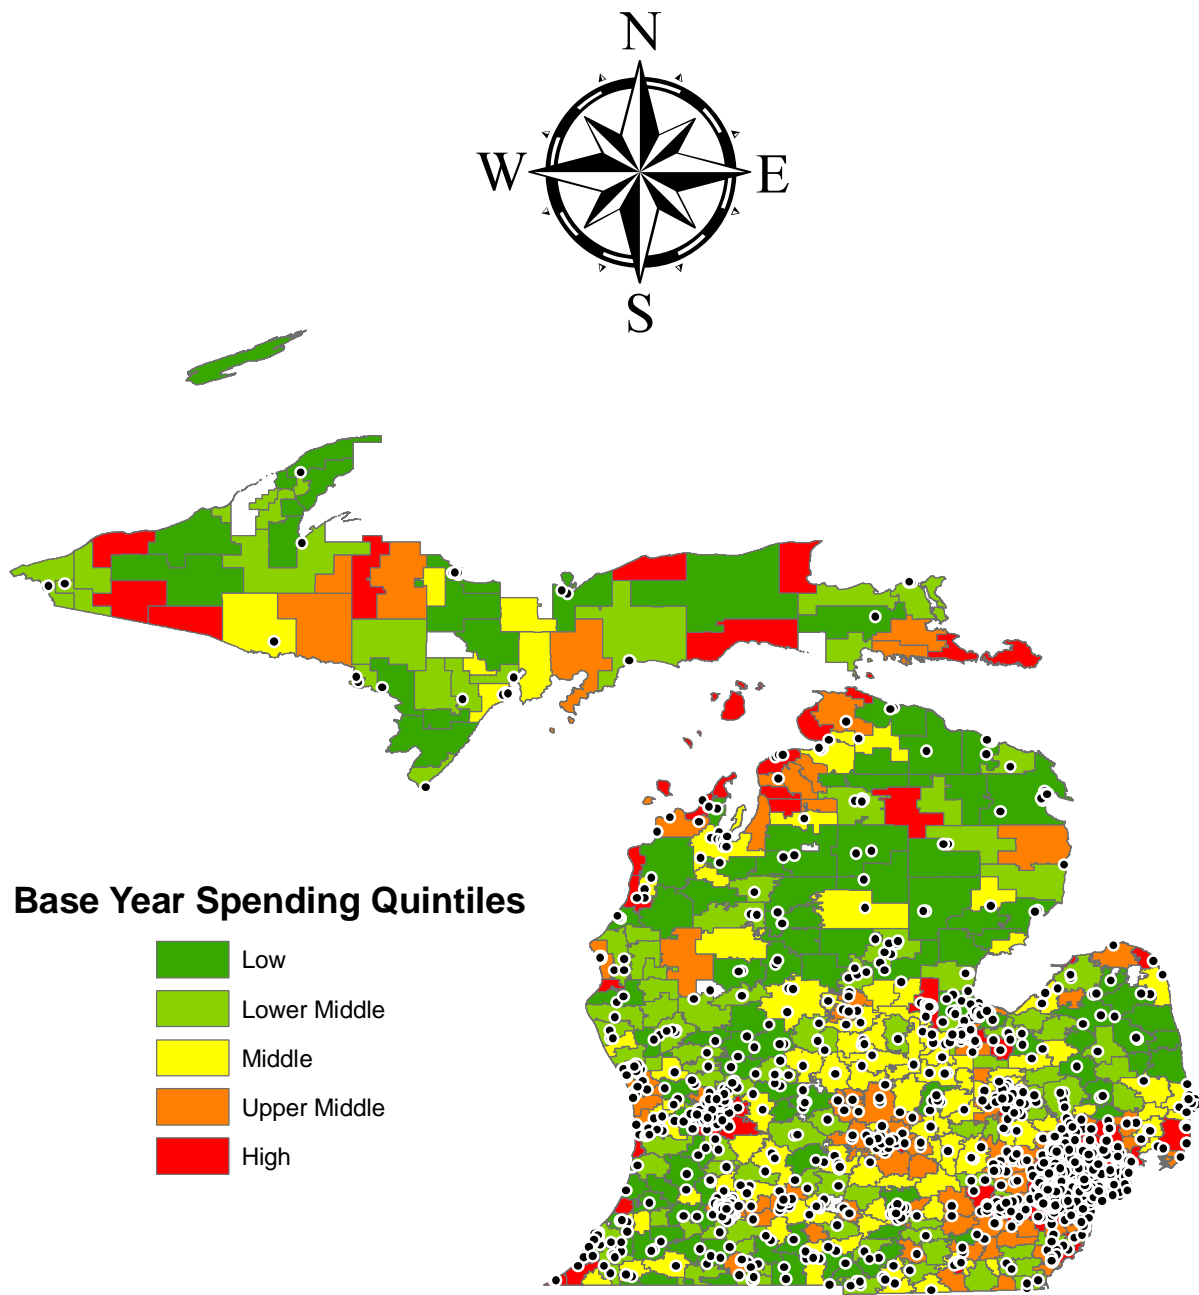 N
W
E
S
Base Year Spending Quintiles
Low
Lower Middle
Middle
Upper Middle
High